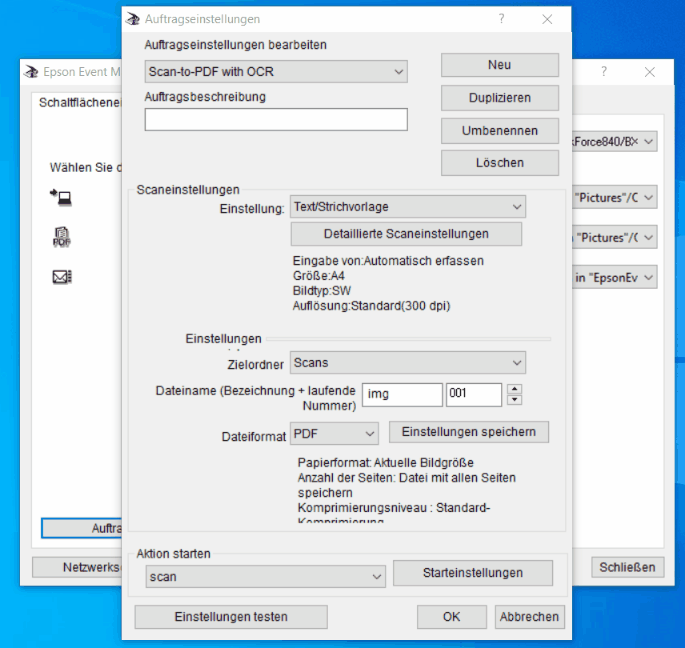 Auftragseinstellungen
Auftragseinstellungen bearbeiten
Scan-to-PDF with OCR
Neu
Auftragsbeschreibung
Duplizieren
Umbenennen
Löschen
Scaneinstellungen
Einstellung:
Text/Strichvorlage
Detaillierte Scaneinstellungen
Eingabe von:Automatisch erfassen
Größe:A4
Bildtyp:SW
Auflösung:Standard(300 dpi)
Einstellungen
Zielordner
Scans
Dateiname (Bezeichnung + laufende
Nummer)
img
001
Dateiformat
PDF
Einstellungen speichern
Papierformat: Aktuelle Bildgröße
Anzahl der Seiten: Datei mit allen Seiten
speichern
Komprimierungsniveau : Standard-
Komprimierung
Aktion starten
scan
Starteinstellungen
Einstellungen testen
OK
Abbrechen
Epson Event M
Schaltflächene
Wählen Sie d
PDF
Force840/BX
"Pictures"/C
"Pictures"/C
in "EpsonEv
Auftra
Netzwerks
Schließen